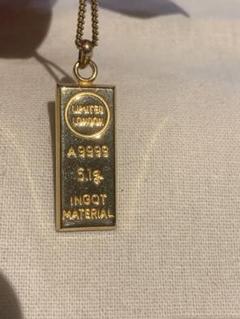 LIMITED
LONDON
A9999
5.1g
INGOT
MATERIAL